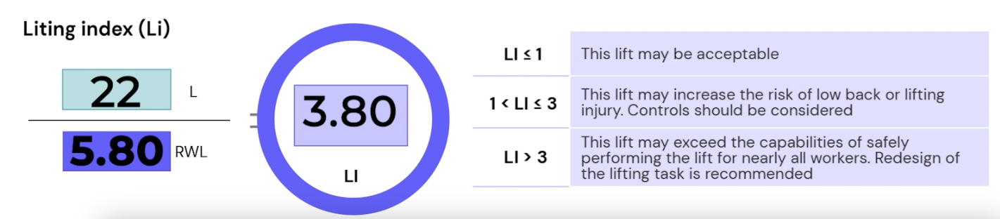 Liting index (Li)
22 L
5.80 RWL
=
3.80
LI
LI ≤ 1 This lift may be acceptable
1 < LI ≤ 3 This lift may increase the risk of low back or lifting
injury. Controls should be considered
LI > 3 This lift may exceed the capabilities of safely
performing the lift for nearly all workers. Redesign of
the lifting task is recommended